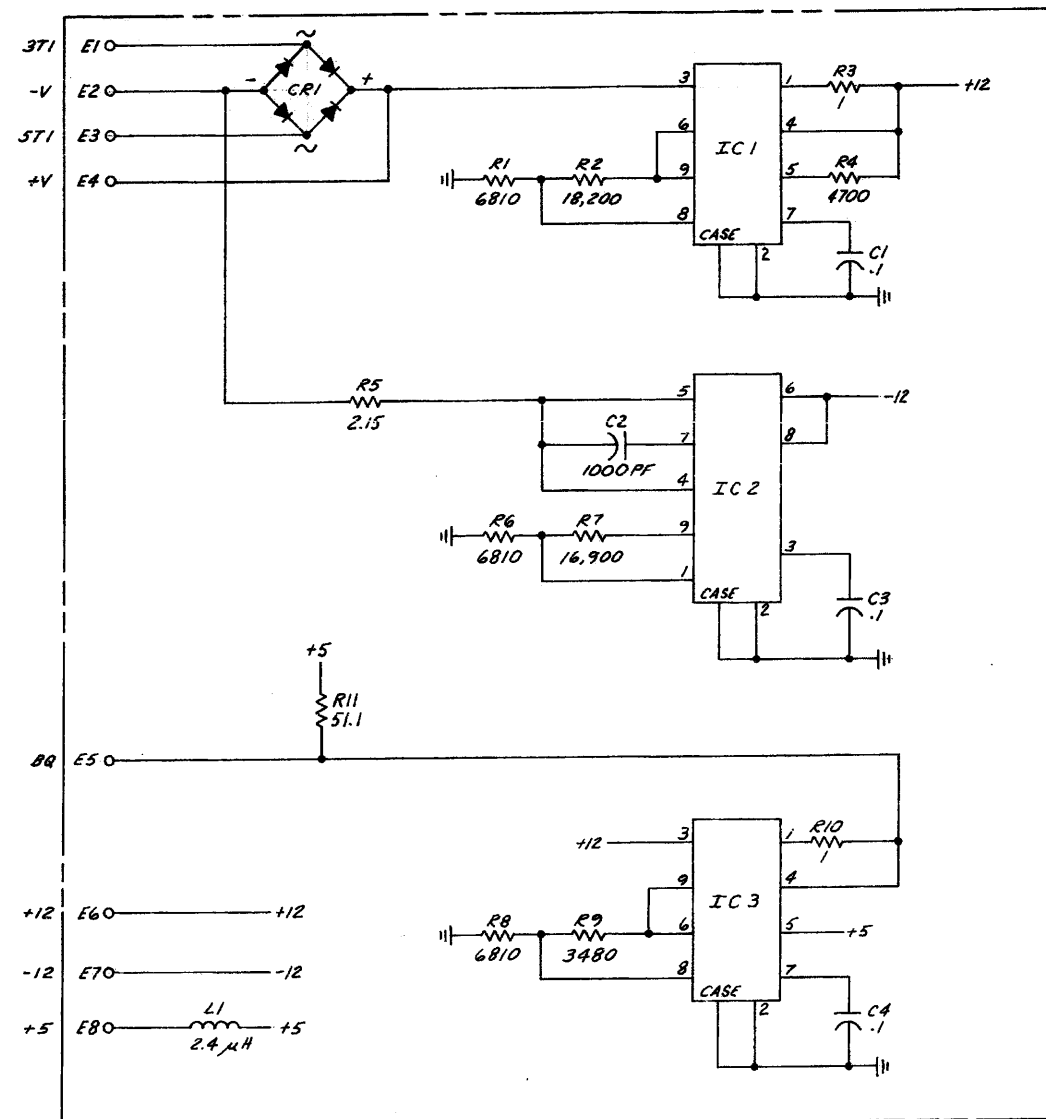 3T1 E1
~
-V E2
- CR1 +
5T1 E3
~
+V E4
3 IC1 1 R3
1
+12
6 4
R1 R2 9 5 R4
6810 18,200 4700
8 7
CASE 2 C1
.1
R5 5 IC2 6 -12
2.15
C2 7 8
1000PF
4
R6 R7 9 3
6810 16,900
1
CASE 2 C3
.1
+5
R11
51.1
BQ E5
+12 3 IC3 1 R10
1
9 4
+12 E6 +12
R8 R9 6 5 +5
6810 3480
8 7
-12 E7 -12
CASE 2 C4
.1
+5 E8 L1 +5
2.4 µH